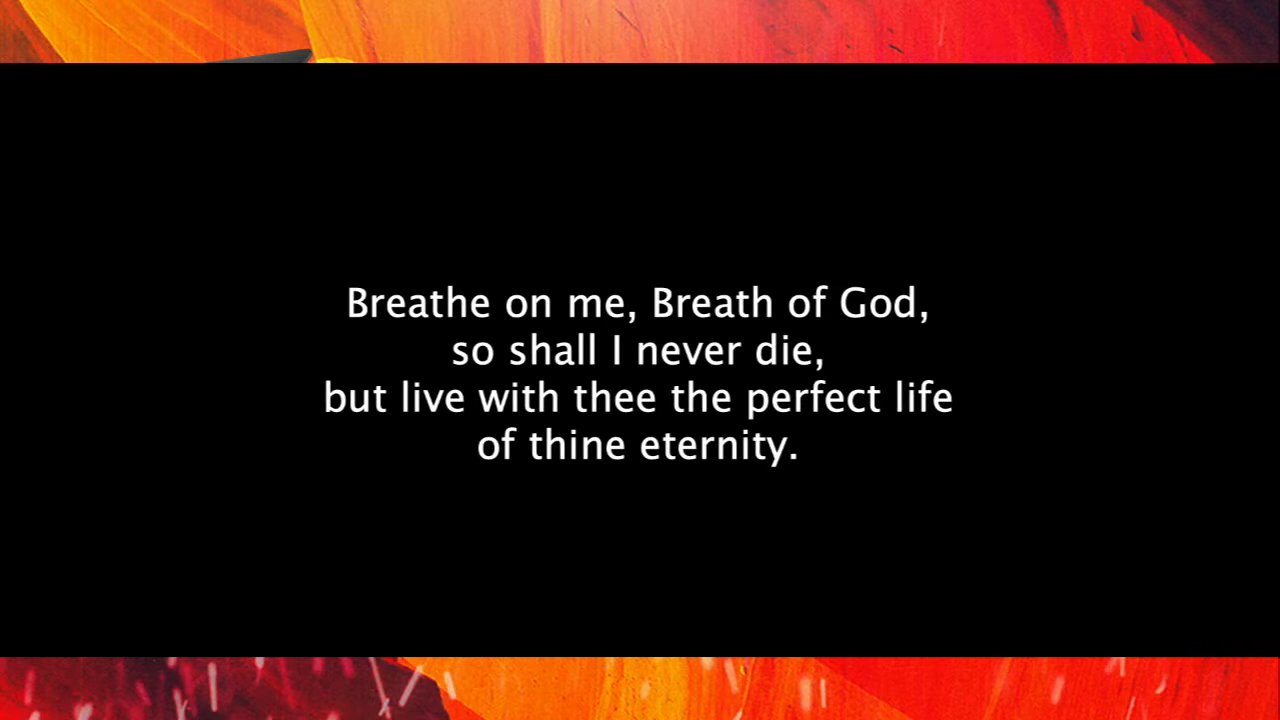 Breathe on me, Breath of God,
so shall I never die,
but live with thee the perfect life
of thine eternity.